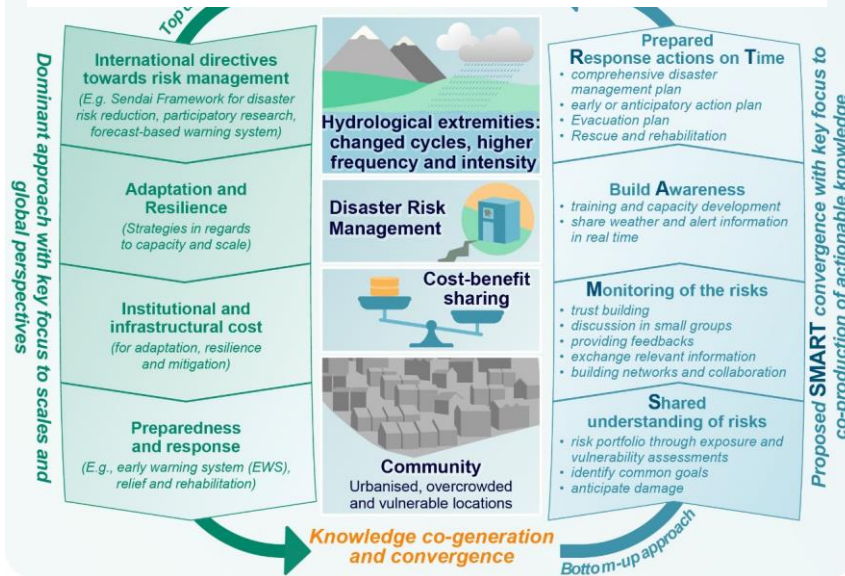 Top
Dominant approach with key focus to scales and
global perspectives
International directives
towards risk management
(E.g. Sendai Framework for disaster
risk reduction, participatory research,
forecast-based warning system)
Adaptation and
Resilience
(Strategies in regards
to capacity and scale)
Institutional and
infrastructural cost
(for adaptation, resilience
and mitigation)
Preparedness
and response
(E.g., early warning system (EWS),
relief and rehabilitation)
Hydrological extremities:
changed cycles, higher
frequency and intensity
Disaster Risk
Management
Cost-benefit
sharing
Community
Urbanised, overcrowded
and vulnerable locations
Knowledge co-generation
and convergence
Prepared
Response actions on Time
• comprehensive disaster
management plan
• early or anticipatory action plan
• Evacuation plan
• Rescue and rehabilitation
Build Awareness
• training and capacity development
• share weather and alert information
in real time
Monitoring of the risks
• trust building
• discussion in small groups
• providing feedbacks
• exchange relevant information
• building networks and collaboration
Shared
understanding of risks
• risk portfolio through exposure and
vulnerability assessments
• identify common goals
• anticipate damage
Bottom-up approach
Proposed SMART convergence with key focus to
co-production of actionable knowledge